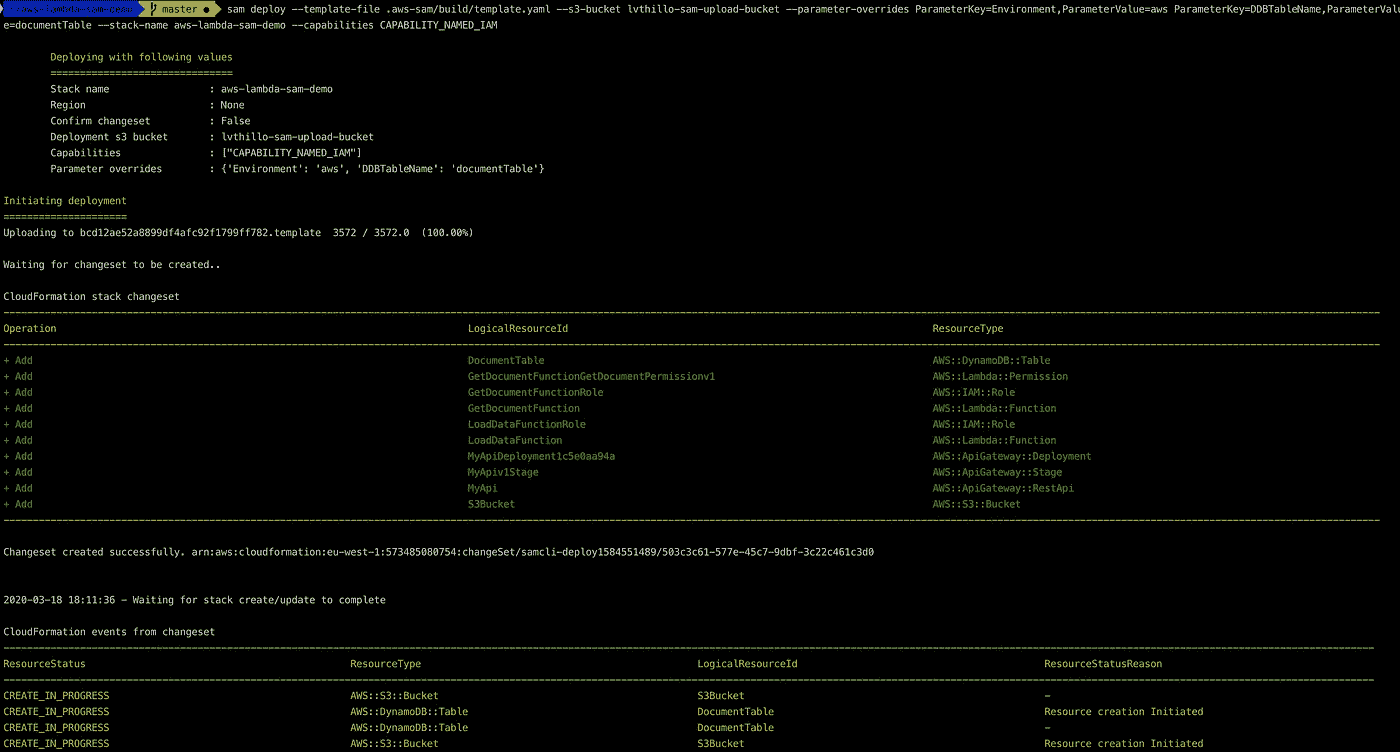 ~/aws-lambda-sam-demo master ● sam deploy --template-file .aws-sam/build/template.yaml --s3-bucket lvthillo-sam-upload-bucket --parameter-overrides ParameterKey=Environment,ParameterValue=aws ParameterKey=DDBTableName,ParameterValu
e=documentTable --stack-name aws-lambda-sam-demo --capabilities CAPABILITY_NAMED_IAM
Deploying with following values
===============================
Stack name : aws-lambda-sam-demo
Region : None
Confirm changeset : False
Deployment s3 bucket : lvthillo-sam-upload-bucket
Capabilities : ["CAPABILITY_NAMED_IAM"]
Parameter overrides : {'Environment': 'aws', 'DDBTableName': 'documentTable'}
Initiating deployment
=====================
Uploading to bcd12ae52a8899df4afc92f1799ff782.template 3572 / 3572.0 (100.00%)
Waiting for changeset to be created..
CloudFormation stack changeset
Operation LogicalResourceId ResourceType
+ Add DocumentTable AWS::DynamoDB::Table
+ Add GetDocumentFunctionGetDocumentPermissionv1 AWS::Lambda::Permission
+ Add GetDocumentFunctionRole AWS::IAM::Role
+ Add GetDocumentFunction AWS::Lambda::Function
+ Add LoadDataFunctionRole AWS::IAM::Role
+ Add LoadDataFunction AWS::Lambda::Function
+ Add MyApiDeployment1c5e0aa94a AWS::ApiGateway::Deployment
+ Add MyApiv1Stage AWS::ApiGateway::Stage
+ Add MyApi AWS::ApiGateway::RestApi
+ Add S3Bucket AWS::S3::Bucket
Changeset created successfully. arn:aws:cloudformation:eu-west-1:573485080754:changeSet/samcli-deploy1584551489/503c3c61-577e-45c7-9dbf-3c22c461c3d0
2020-03-18 18:11:36 - Waiting for stack create/update to complete
CloudFormation events from changeset
ResourceStatus ResourceType LogicalResourceId ResourceStatusReason
CREATE_IN_PROGRESS AWS::S3::Bucket S3Bucket -
CREATE_IN_PROGRESS AWS::DynamoDB::Table DocumentTable Resource creation Initiated
CREATE_IN_PROGRESS AWS::DynamoDB::Table DocumentTable -
CREATE_IN_PROGRESS AWS::S3::Bucket S3Bucket Resource creation Initiated